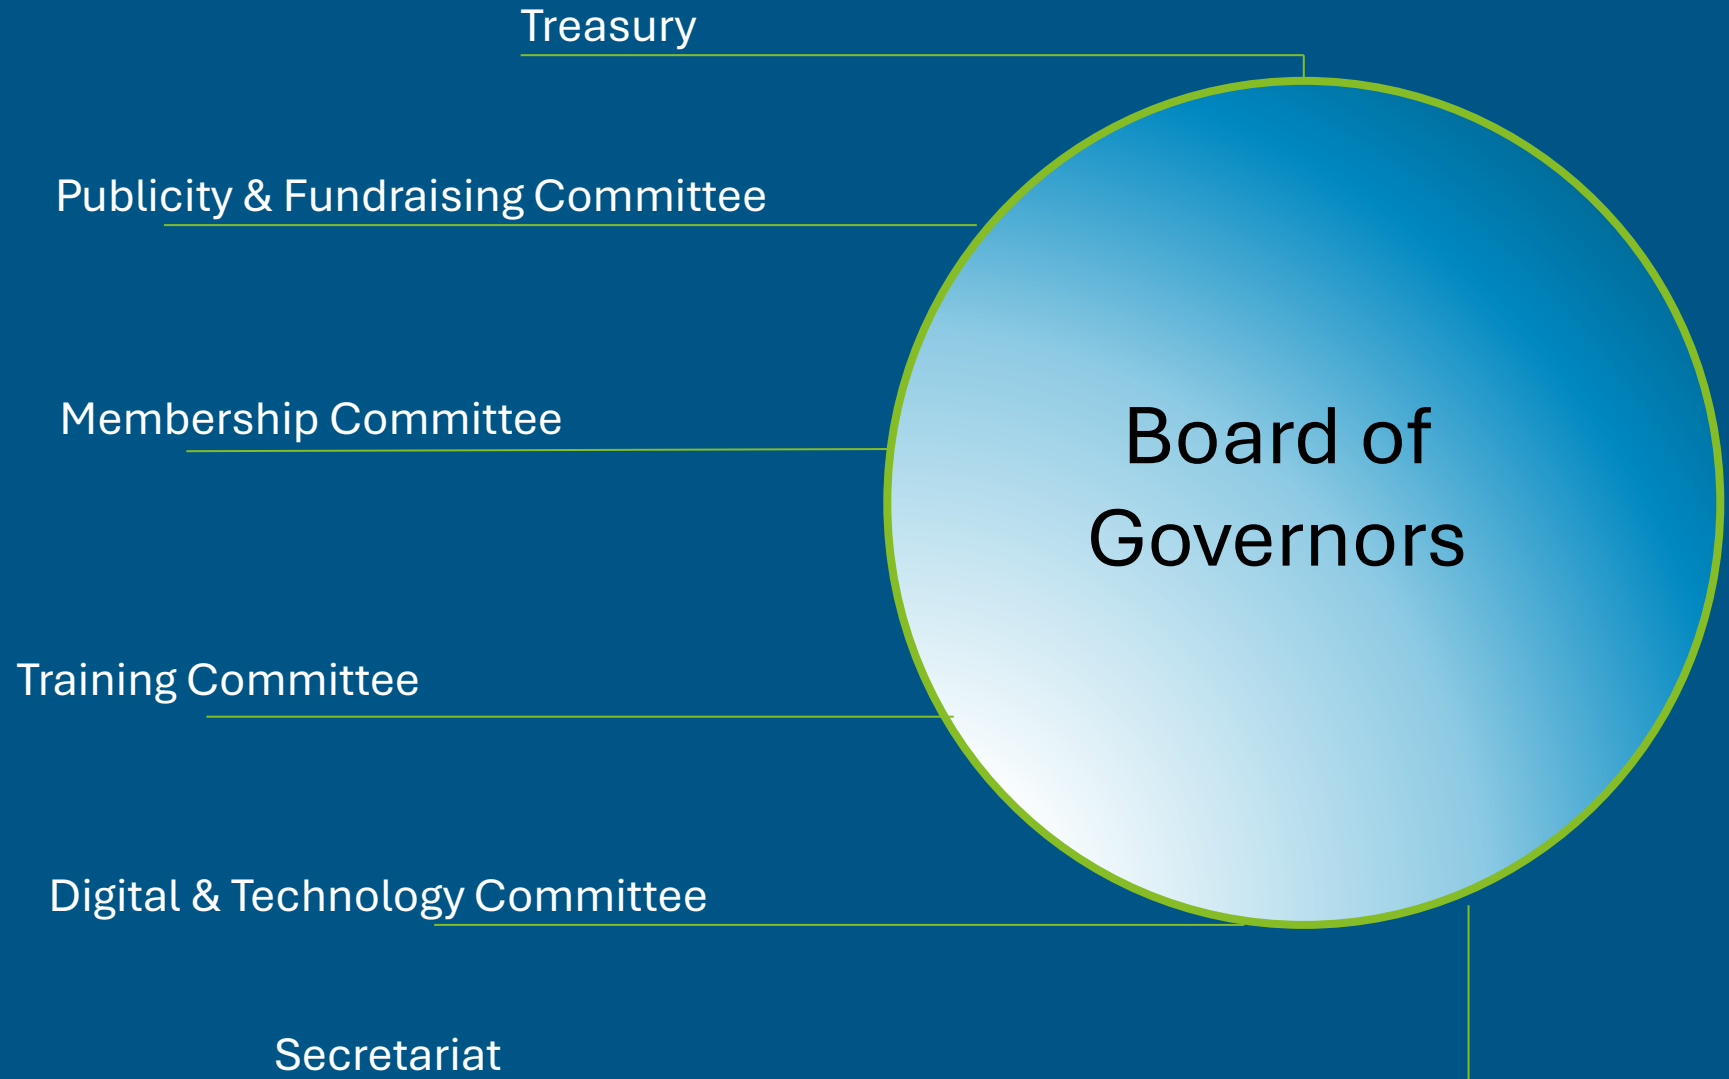 Treasury
Publicity & Fundraising Committee
Membership Committee
Board of
Governors
Training Committee
Digital & Technology Committee
Secretariat